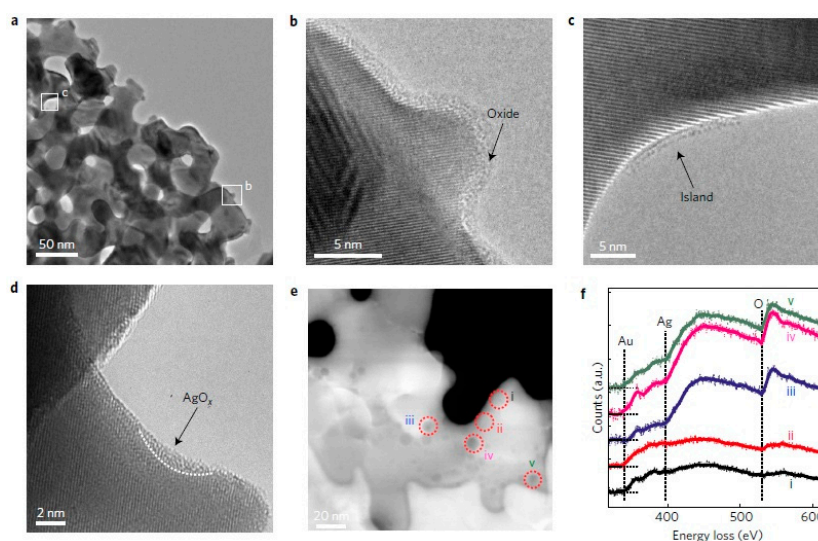 a
c
b
50 nm
b
Oxide
5 nm
c
Island
5 nm
d
AgOx
2 nm
e
i
ii
iii
iv
v
20 nm
f
Au
Ag
O
v
iv
iii
ii
i
Counts (a.u.)
400 500 600
Energy loss (eV)